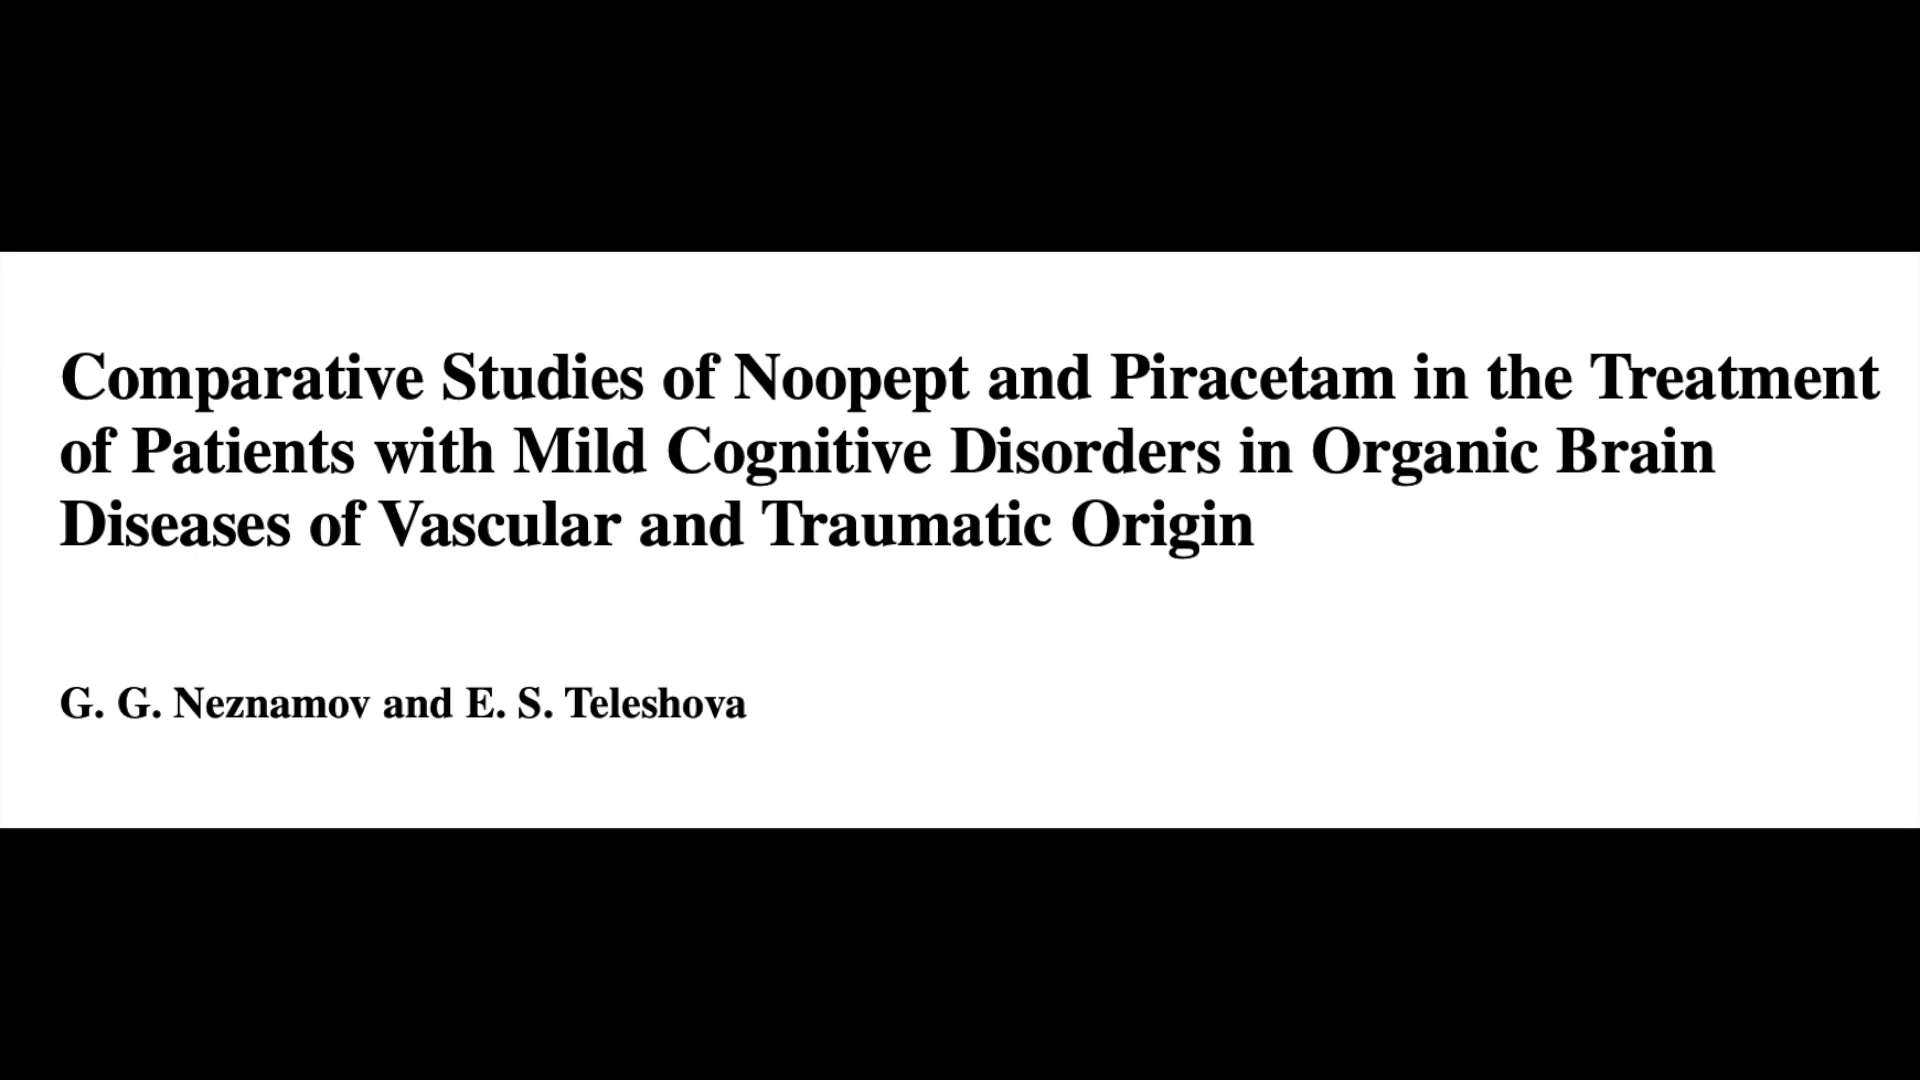 Comparative Studies of Noopept and Piracetam in the Treatment
of Patients with Mild Cognitive Disorders in Organic Brain
Diseases of Vascular and Traumatic Origin
G. G. Neznamov and E. S. Teleshova